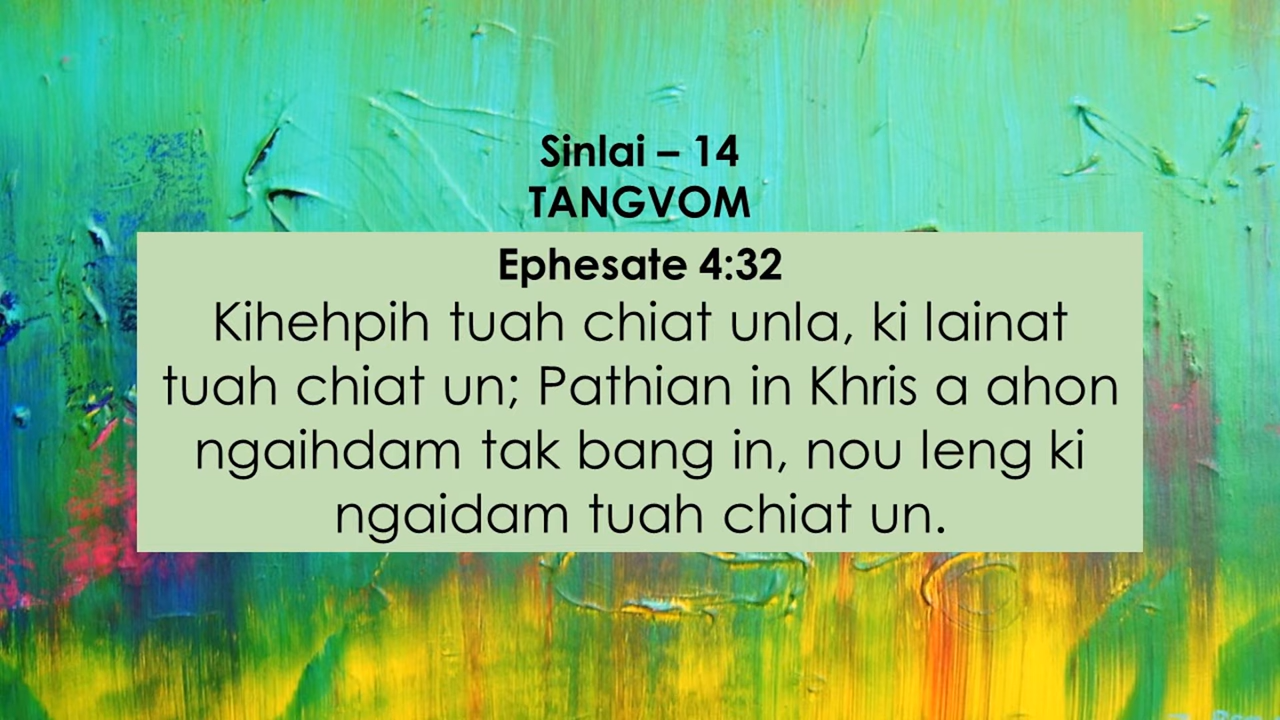 Sinlai – 14
TANGVOM
Ephesate 4:32
Kihehpih tuah chiat unla, ki lainat
tuah chiat un; Pathian in Khris a ahon
ngaihdam tak bang in, nou leng ki
ngaidam tuah chiat un.